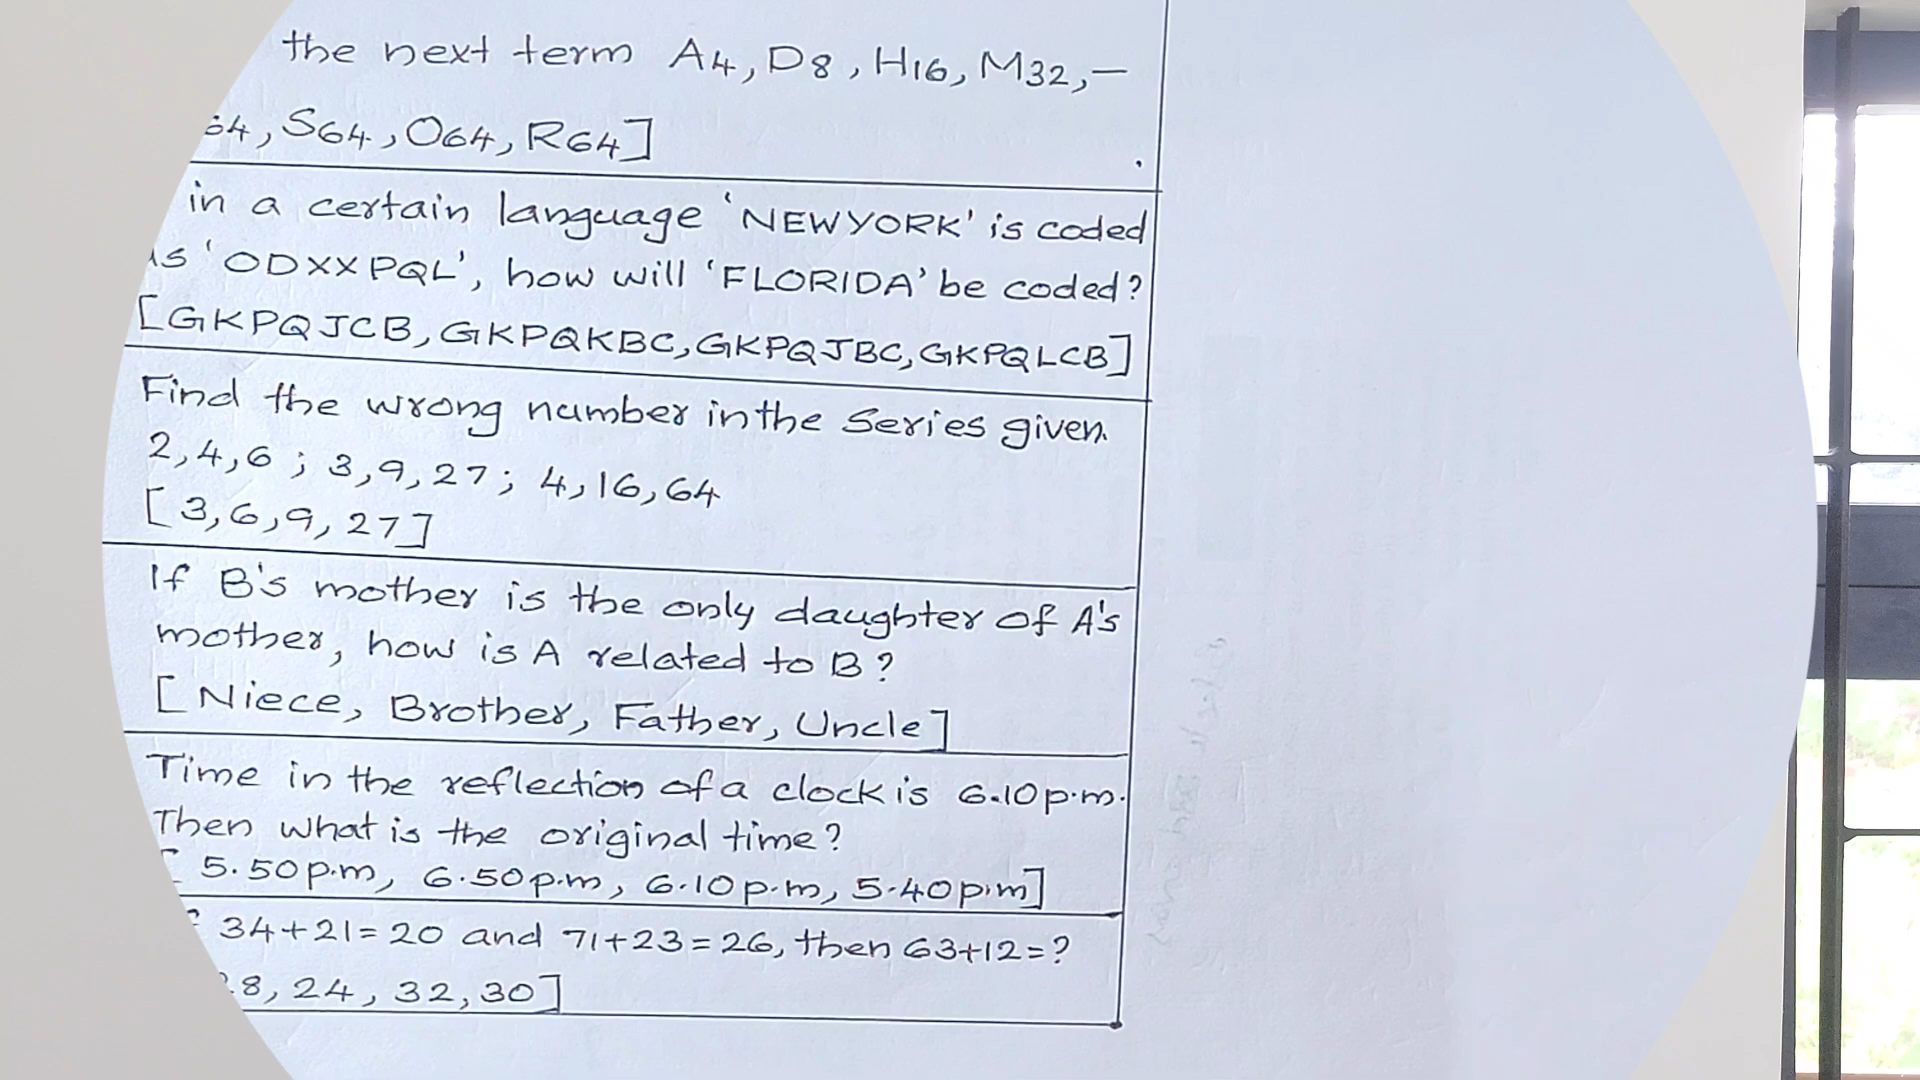 the next term A4, D8, H16, M32, —
64, S64, O64, R64]
in a certain language 'NEWYORK' is coded
as 'ODXXPQL', how will 'FLORIDA' be coded?
[GKPQJCB, GKPQKBC, GKPQJBC, GKPQLCB]
Find the wrong number in the series given.
2,4,6 ; 3,9,27; 4,16,64
[3,6,9,27]
If B's mother is the only daughter of A's
mother, how is A related to B?
[Niece, Brother, Father, Uncle]
Time in the reflection of a clock is 6.10p.m.
Then what is the original time?
[5.50p.m, 6.50p.m, 6.10p.m, 5.40p.m]
34+21=20 and 71+23=26, then 63+12=?
8, 24, 32, 30]